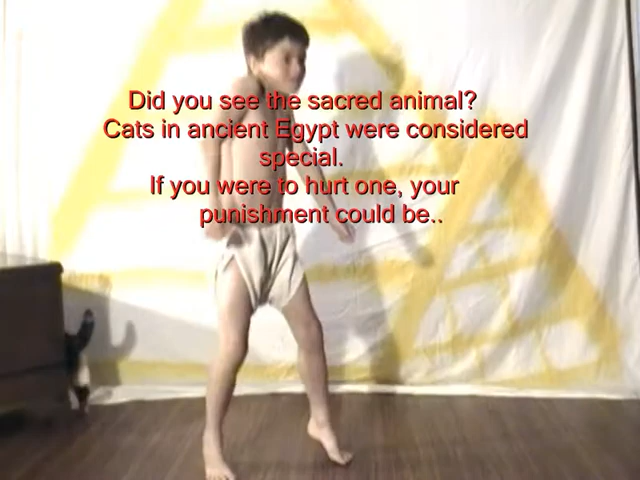 Did you see the sacred animal?
Cats in ancient Egypt were considered
special.
If you were to hurt one, your
punishment could be..